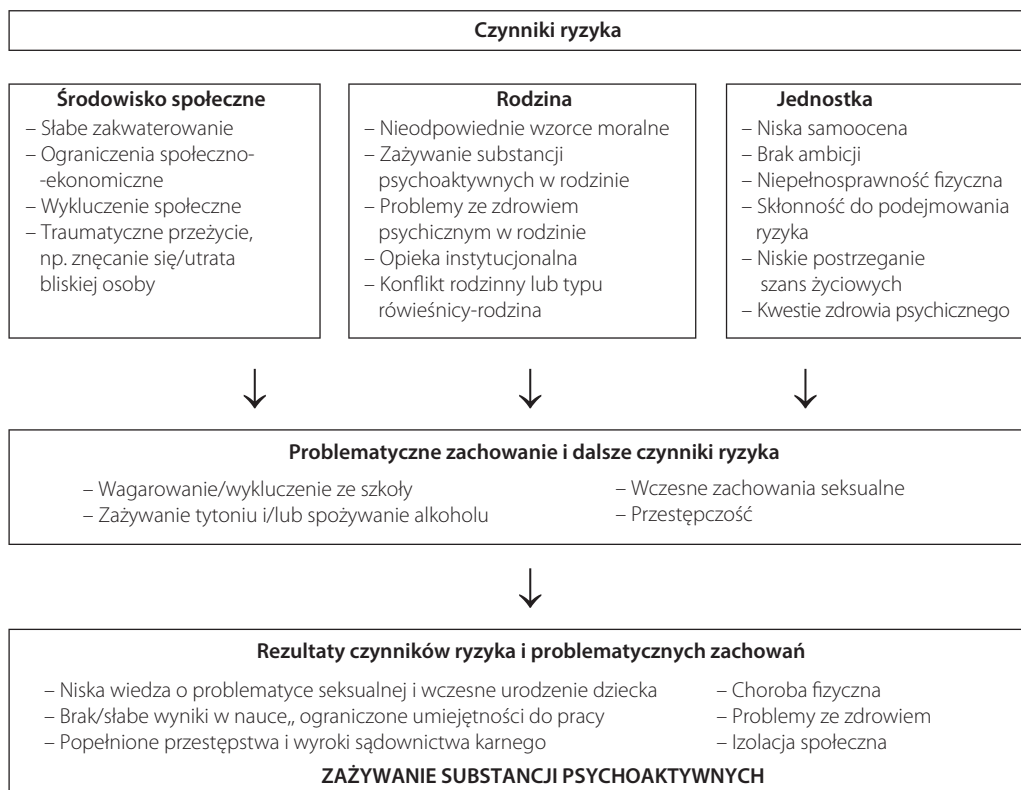 Czynniki ryzyka
Środowisko społeczne
– Słabe zakwaterowanie
– Ograniczenia społeczno-
-ekonomiczne
– Wykluczenie społeczne
– Traumatyczne przeżycie,
np. znęcanie się/utrata
bliskiej osoby
Rodzina
– Nieodpowiednie wzorce moralne
– Zażywanie substancji
psychoaktywnych w rodzinie
– Problemy ze zdrowiem
psychicznym w rodzinie
– Opieka instytucjonalna
– Konflikt rodzinny lub typu
rówieśnicy-rodzina
Jednostka
– Niska samoocena
– Brak ambicji
– Niepełnosprawność fizyczna
– Skłonność do podejmowania
ryzyka
– Niskie postrzeganie
szans życiowych
– Kwestie zdrowia psychicznego
Problematyczne zachowanie i dalsze czynniki ryzyka
– Wagarowanie/wykluczenie ze szkoły
– Zażywanie tytoniu i/lub spożywanie alkoholu
– Wczesne zachowania seksualne
– Przestępczość
Rezultaty czynników ryzyka i problematycznych zachowań
– Niska wiedza o problematyce seksualnej i wczesne urodzenie dziecka
– Brak/słabe wyniki w nauce,, ograniczone umiejętności do pracy
– Popełnione przestępstwa i wyroki sądownictwa karnego
– Choroba fizyczna
– Problemy ze zdrowiem
– Izolacja społeczna
ZAŻYWANIE SUBSTANCJI PSYCHOAKTYWNYCH